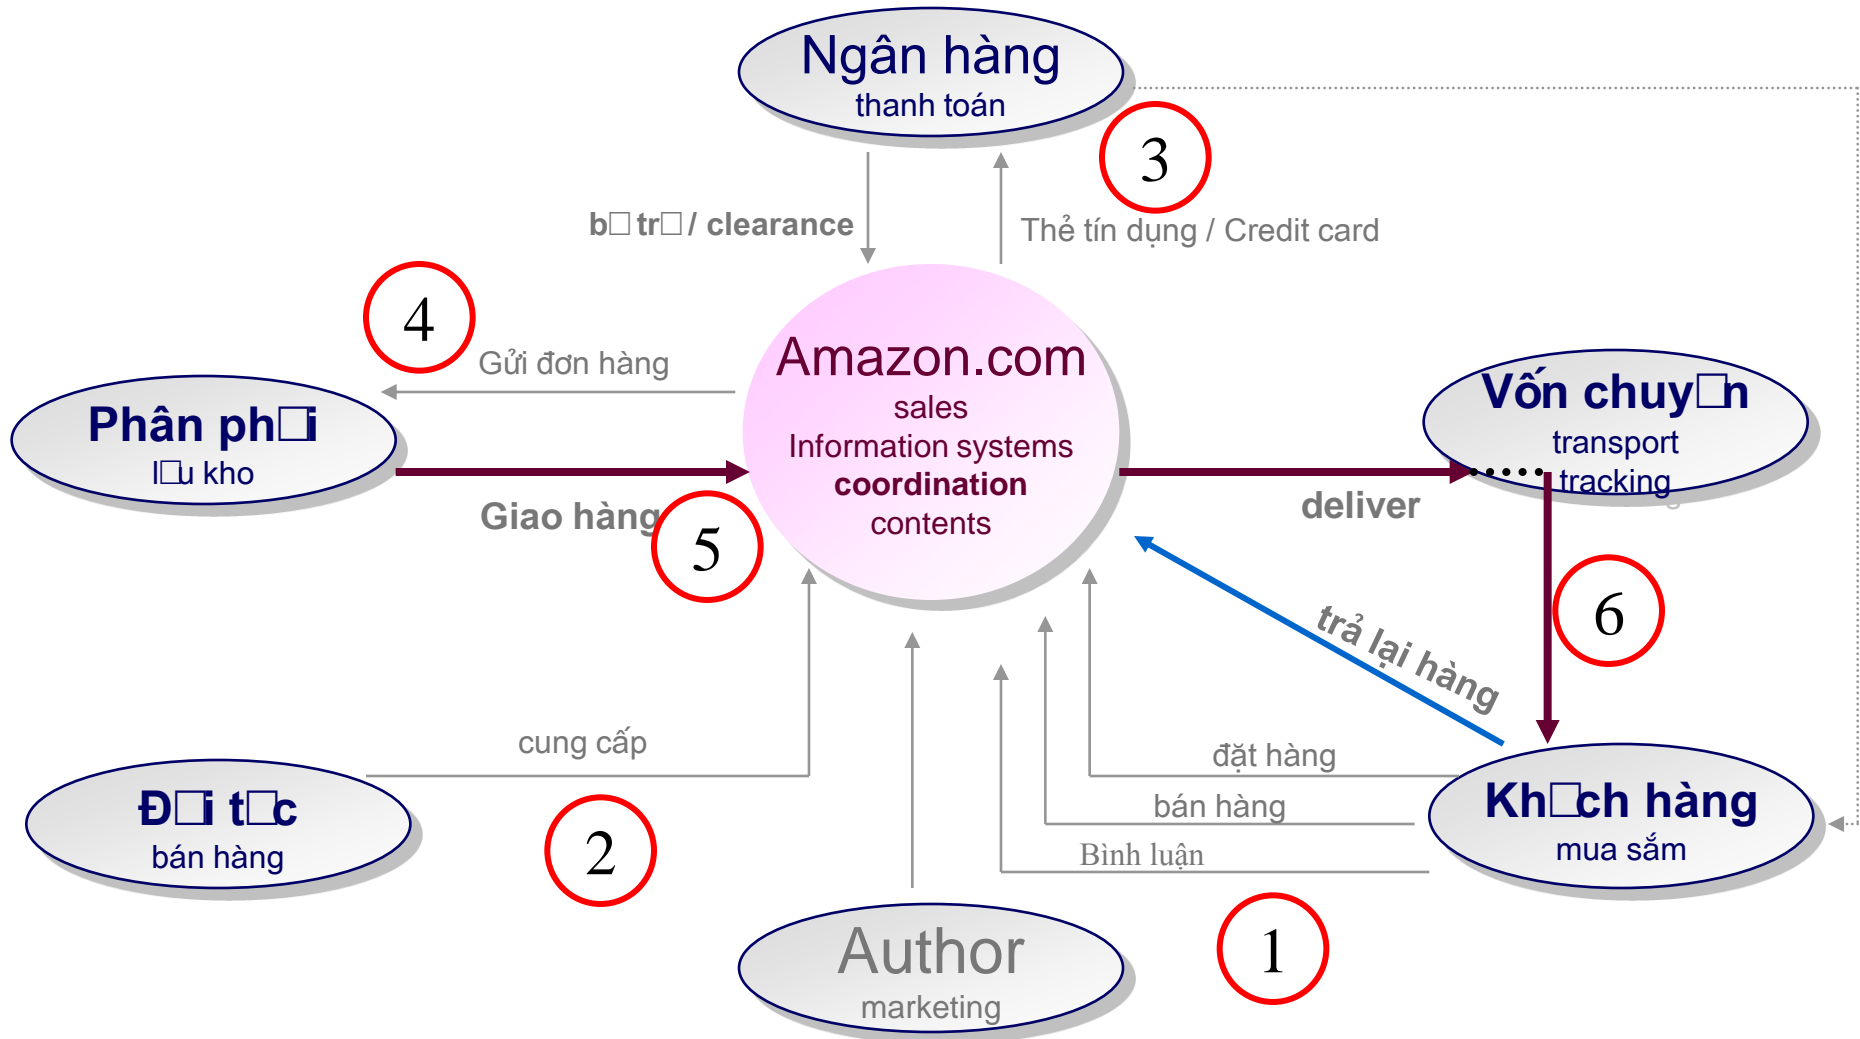 Ngân hàng
thanh toán
3
b□ tr□ / clearance
Thẻ tín dụng / Credit card
4
Gửi đơn hàng
Amazon.com
sales
Information systems
coordination
contents
Phân ph□i
l□u kho
Giao hàng
5
Vốn chuy□n
transport
tracking
deliver
6
trả lại hàng
cung cấp
đặt hàng
bán hàng
Bình luận
Đ□i t□c
bán hàng
2
Kh□ch hàng
mua sắm
1
Author
marketing